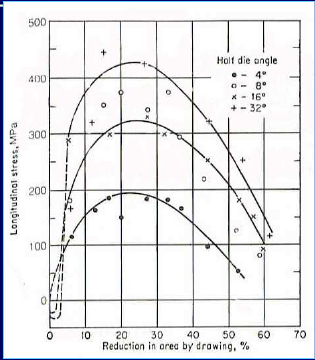 500
400
300
200
100
0
Longitudinal stress, MPa
Half die angle
• - 4°
o - 8°
× - 16°
+ - 32°
0 10 20 30 40 50 60 70
Reduction in area by drawing, %